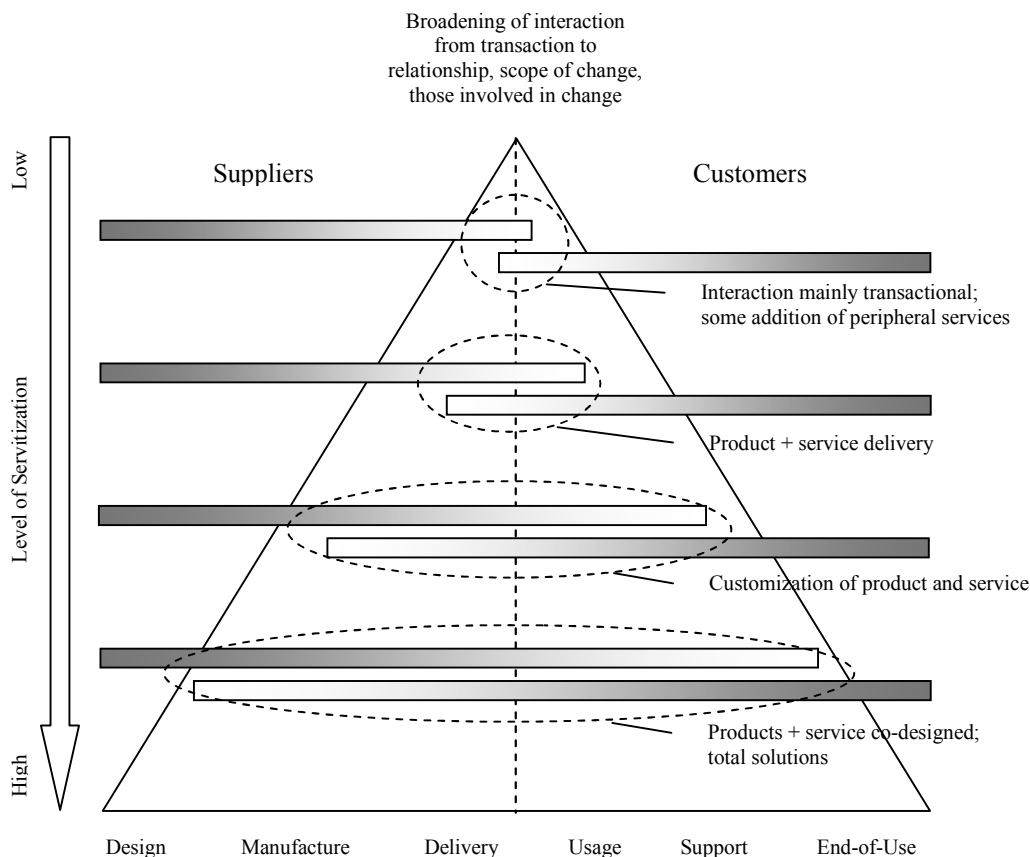 Broadening of interaction
from transaction to
relationship, scope of change,
those involved in change
Low
Suppliers
Customers
Interaction mainly transactional;
some addition of peripheral services
Level of Servitization
Product + service delivery
Customization of product and service
Products + service co-designed;
total solutions
High
Design Manufacture Delivery Usage Support End-of-Use